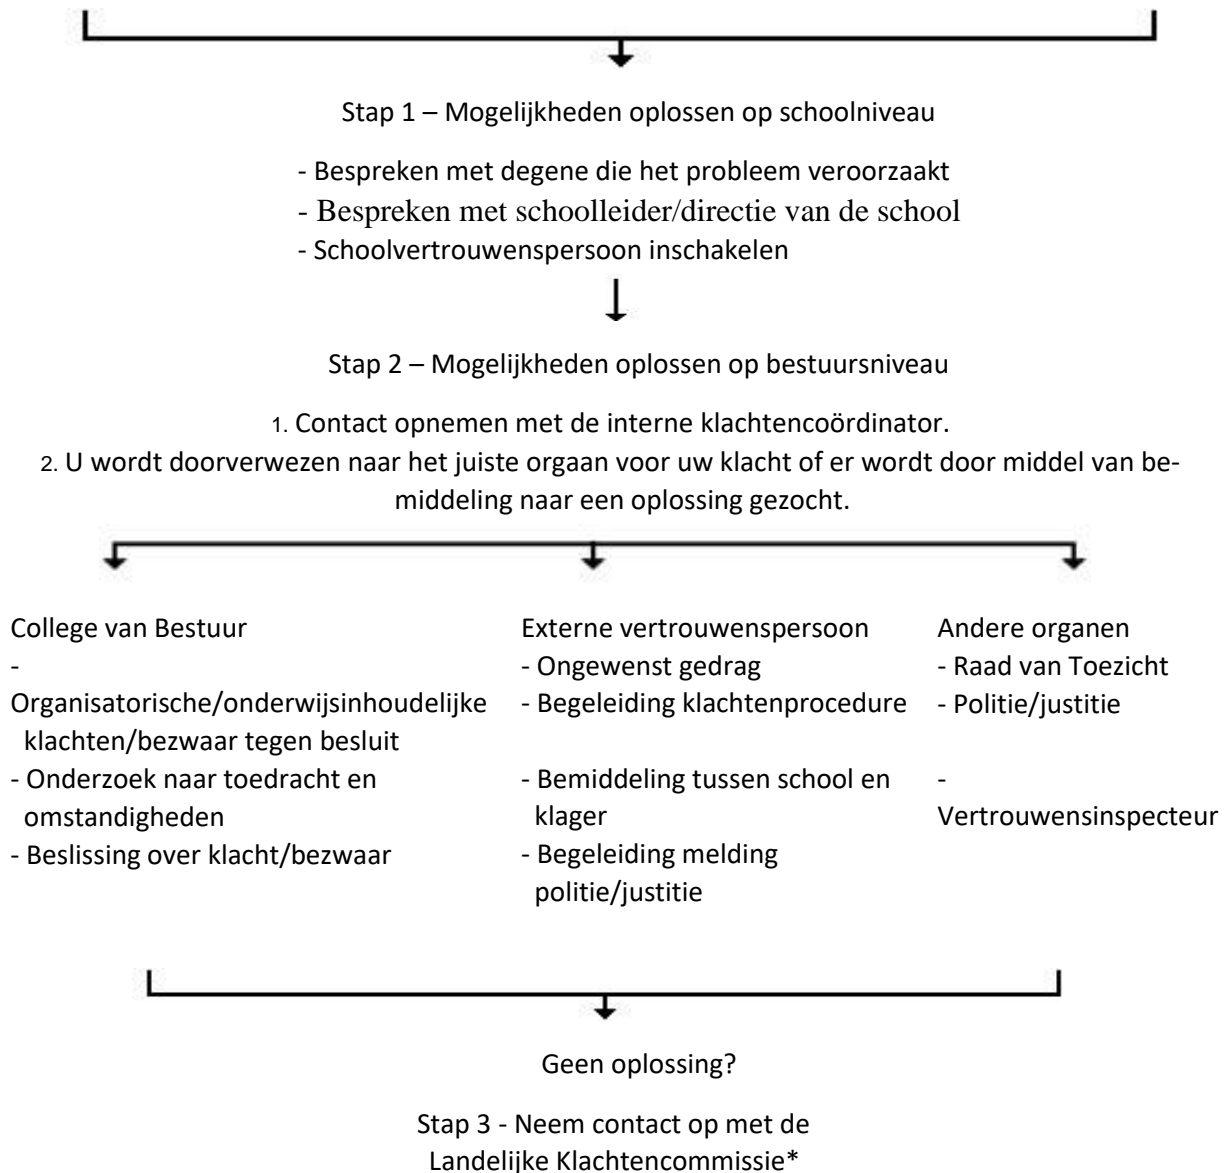 Stap 1 – Mogelijkheden oplossen op schoolniveau
- Bespreken met degene die het probleem veroorzaakt
- Bespreken met schoolleider/directie van de school
- Schoolvertrouwenspersoon inschakelen
Stap 2 – Mogelijkheden oplossen op bestuursniveau
1. Contact opnemen met de interne klachtencoördinator.
2. U wordt doorverwezen naar het juiste orgaan voor uw klacht of er wordt door middel van be-
middeling naar een oplossing gezocht.
College van Bestuur
-
Organisatorische/onderwijsinhoudelijke
klachten/bezwaar tegen besluit
- Onderzoek naar toedracht en
omstandigheden
- Beslissing over klacht/bezwaar
Externe vertrouwenspersoon
- Ongewenst gedrag
- Begeleiding klachtenprocedure
- Bemiddeling tussen school en
klager
- Begeleiding melding
politie/justitie
Andere organen
- Raad van Toezicht
- Politie/justitie
-
Vertrouwensinspecteur
Geen oplossing?
Stap 3 - Neem contact op met de
Landelijke Klachtencommissie*